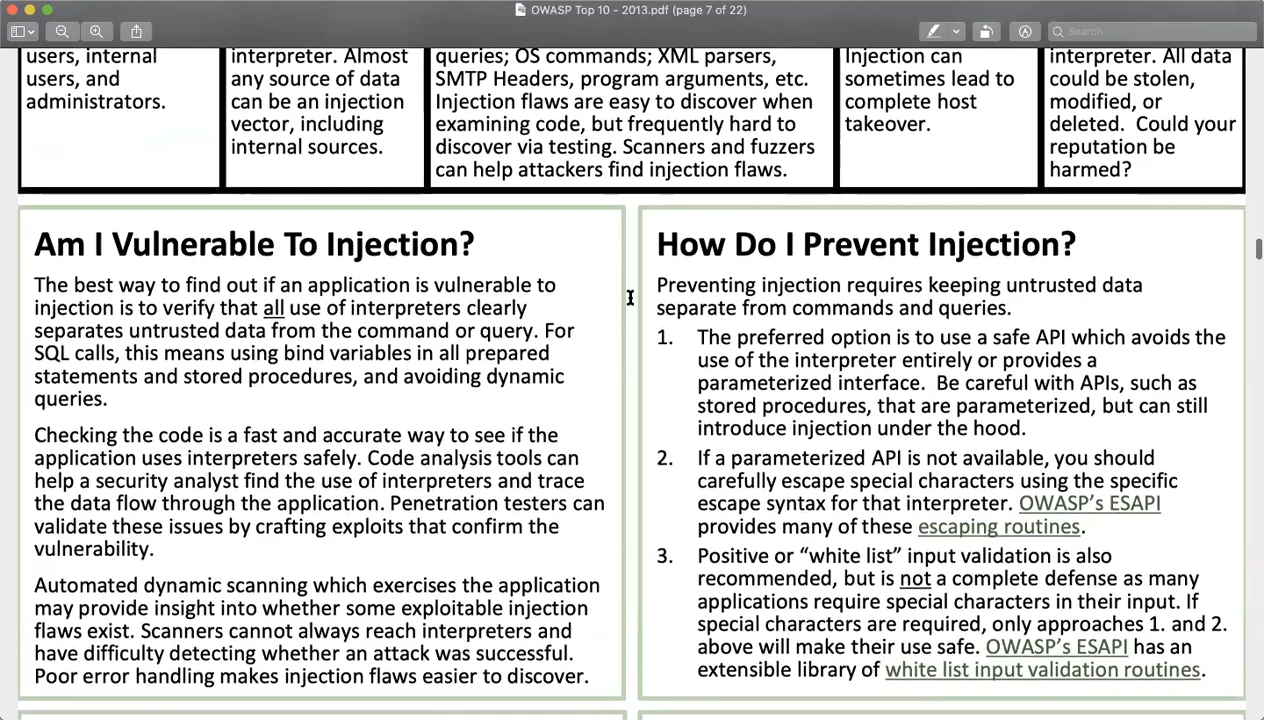 OWASP Top 10 - 2013.pdf (page 7 of 22)
Search
users, internal
users, and
administrators.
interpreter. Almost
any source of data
can be an injection
vector, including
internal sources.
queries; OS commands; XML parsers,
SMTP Headers, program arguments, etc.
Injection flaws are easy to discover when
examining code, but frequently hard to
discover via testing. Scanners and fuzzers
can help attackers find injection flaws.
Injection can
sometimes lead to
complete host
takeover.
interpreter. All data
could be stolen,
modified, or
deleted.  Could your
reputation be
harmed?
Am I Vulnerable To Injection?
The best way to find out if an application is vulnerable to
injection is to verify that all use of interpreters clearly
separates untrusted data from the command or query. For
SQL calls, this means using bind variables in all prepared
statements and stored procedures, and avoiding dynamic
queries.
Checking the code is a fast and accurate way to see if the
application uses interpreters safely. Code analysis tools can
help a security analyst find the use of interpreters and trace
the data flow through the application. Penetration testers can
validate these issues by crafting exploits that confirm the
vulnerability.
Automated dynamic scanning which exercises the application
may provide insight into whether some exploitable injection
flaws exist. Scanners cannot always reach interpreters and
have difficulty detecting whether an attack was successful.
Poor error handling makes injection flaws easier to discover.
How Do I Prevent Injection?
Preventing injection requires keeping untrusted data
separate from commands and queries.
1. The preferred option is to use a safe API which avoids the
use of the interpreter entirely or provides a
parameterized interface.  Be careful with APIs, such as
stored procedures, that are parameterized, but can still
introduce injection under the hood.
2. If a parameterized API is not available, you should
carefully escape special characters using the specific
escape syntax for that interpreter. OWASP’s ESAPI
provides many of these escaping routines.
3. Positive or “white list” input validation is also
recommended, but is not a complete defense as many
applications require special characters in their input. If
special characters are required, only approaches 1. and 2.
above will make their use safe. OWASP’s ESAPI has an
extensible library of white list input validation routines.